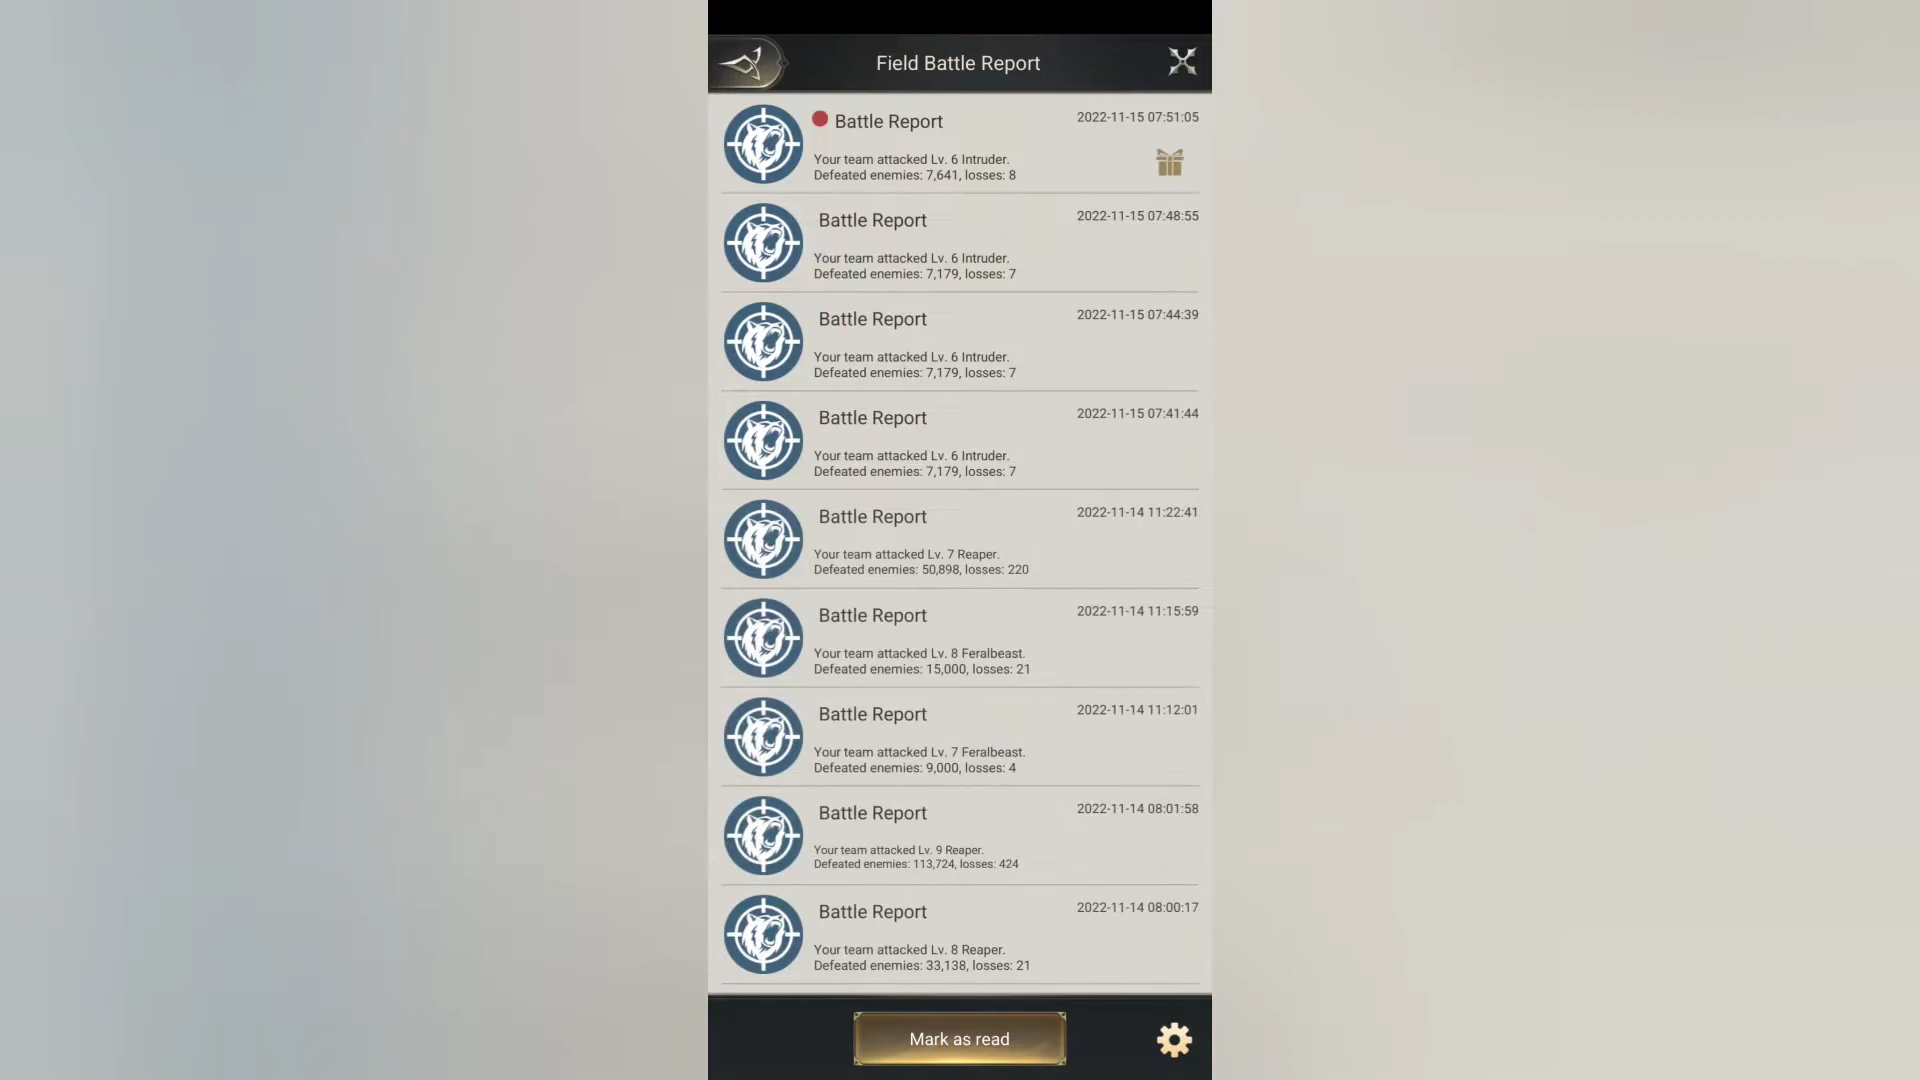 Field Battle Report
Battle Report
2022-11-15 07:51:05
Your team attacked Lv. 6 Intruder.
Defeated enemies: 7,641, losses: 8
Battle Report
2022-11-15 07:48:55
Your team attacked Lv. 6 Intruder.
Defeated enemies: 7,179, losses: 7
Battle Report
2022-11-15 07:44:39
Your team attacked Lv. 6 Intruder.
Defeated enemies: 7,179, losses: 7
Battle Report
2022-11-15 07:41:44
Your team attacked Lv. 6 Intruder.
Defeated enemies: 7,179, losses: 7
Battle Report
2022-11-14 11:22:41
Your team attacked Lv. 7 Reaper.
Defeated enemies: 50,898, losses: 220
Battle Report
2022-11-14 11:15:59
Your team attacked Lv. 8 Feralbeast.
Defeated enemies: 15,000, losses: 21
Battle Report
2022-11-14 11:12:01
Your team attacked Lv. 7 Feralbeast.
Defeated enemies: 9,000, losses: 4
Battle Report
2022-11-14 08:01:58
Your team attacked Lv. 9 Reaper.
Defeated enemies: 113,724, losses: 424
Battle Report
2022-11-14 08:00:17
Your team attacked Lv. 8 Reaper.
Defeated enemies: 33,138, losses: 21
Mark as read